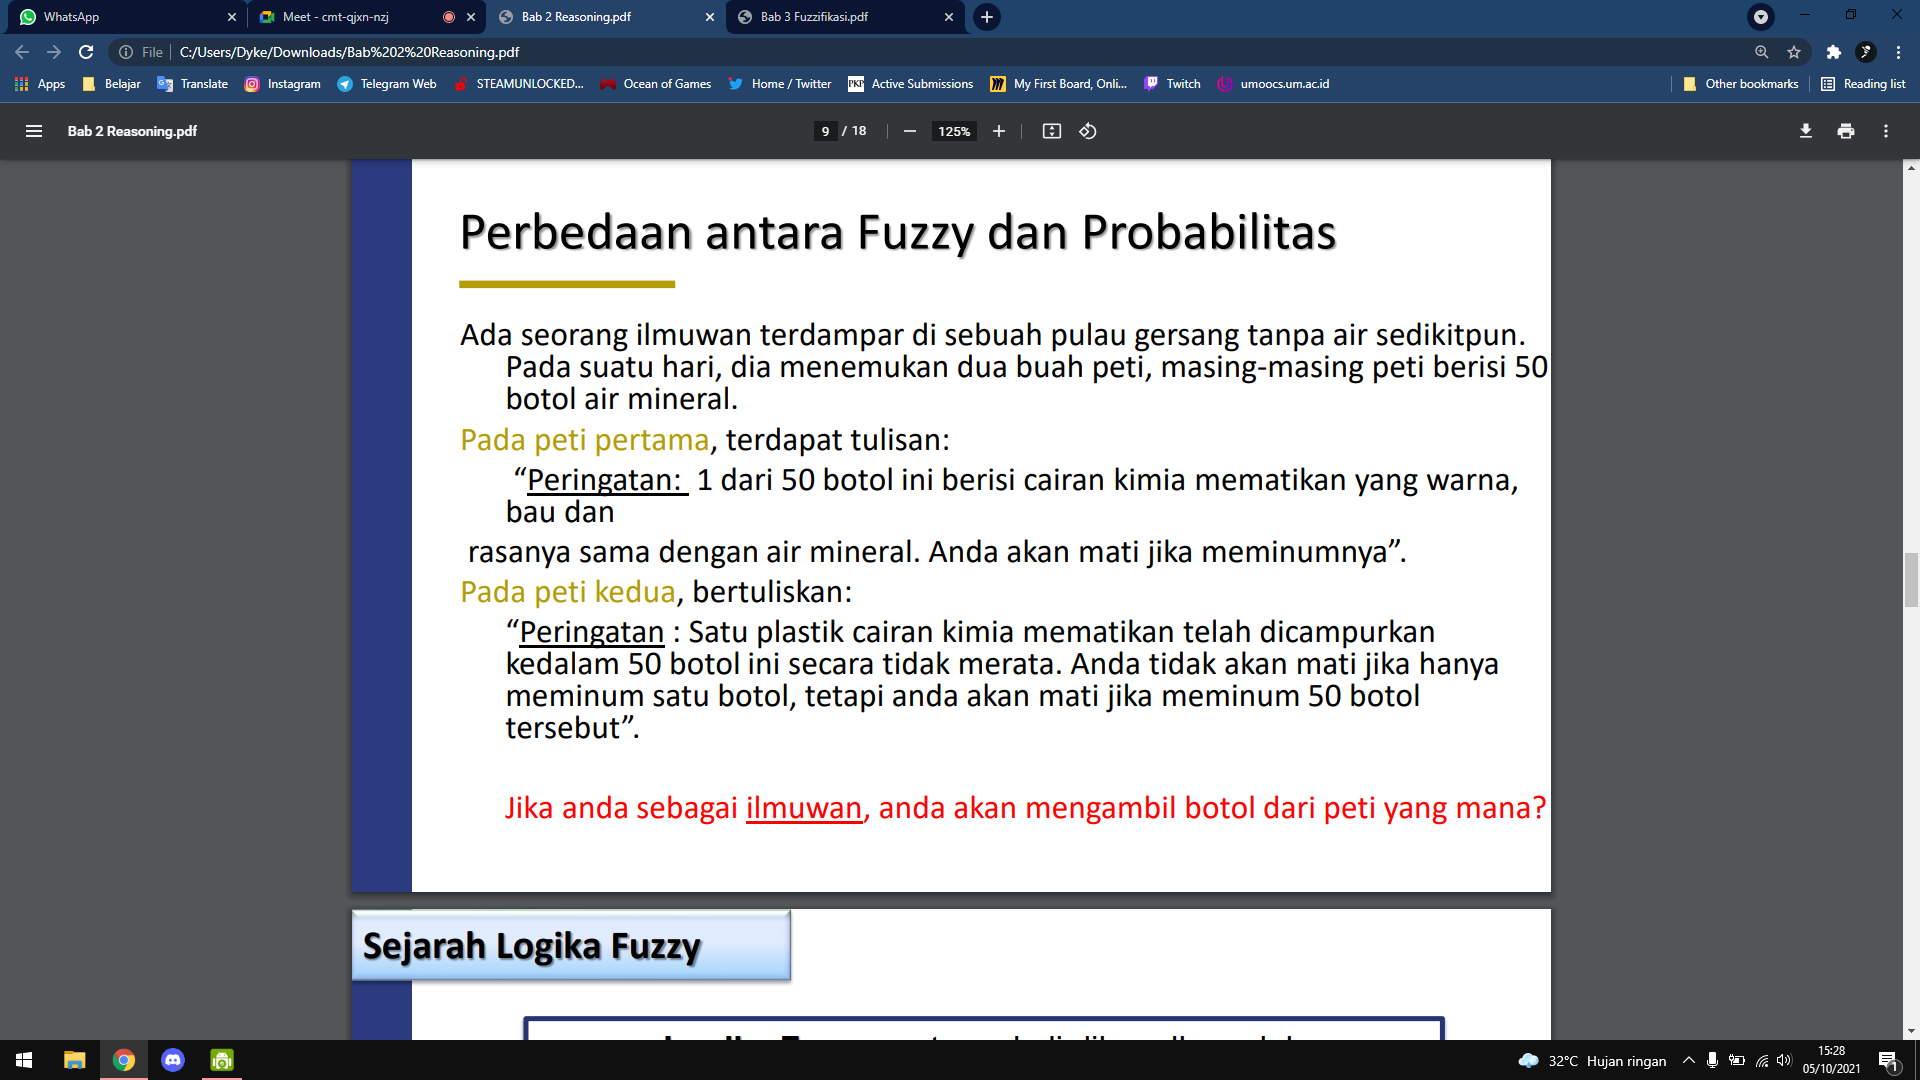 WhatsApp
Meet - cmt-qjxn-nzj
Bab 2 Reasoning.pdf
Bab 3 Fuzzifikasi.pdf
File
C:/Users/Dyke/Downloads/Bab%202%20Reasoning.pdf
Apps
Belajar
Translate
Instagram
Telegram Web
STEAMUNLOCKED...
Ocean of Games
Home / Twitter
PKP
Active Submissions
My First Board, Onli...
Twitch
umoocs.um.ac.id
Other bookmarks
Reading list
Bab 2 Reasoning.pdf
9 / 18
125%
Perbedaan antara Fuzzy dan Probabilitas
Ada seorang ilmuwan terdampar di sebuah pulau gersang tanpa air sedikitpun.
Pada suatu hari, dia menemukan dua buah peti, masing-masing peti berisi 50
botol air mineral.
Pada peti pertama, terdapat tulisan:
“Peringatan: 1 dari 50 botol ini berisi cairan kimia mematikan yang warna,
bau dan
rasanya sama dengan air mineral. Anda akan mati jika meminumnya”.
Pada peti kedua, bertuliskan:
“Peringatan : Satu plastik cairan kimia mematikan telah dicampurkan
kedalam 50 botol ini secara tidak merata. Anda tidak akan mati jika hanya
meminum satu botol, tetapi anda akan mati jika meminum 50 botol
tersebut”.
Jika anda sebagai ilmuwan, anda akan mengambil botol dari peti yang mana?
Sejarah Logika Fuzzy
32°C Hujan ringan
15:28
05/10/2021
1